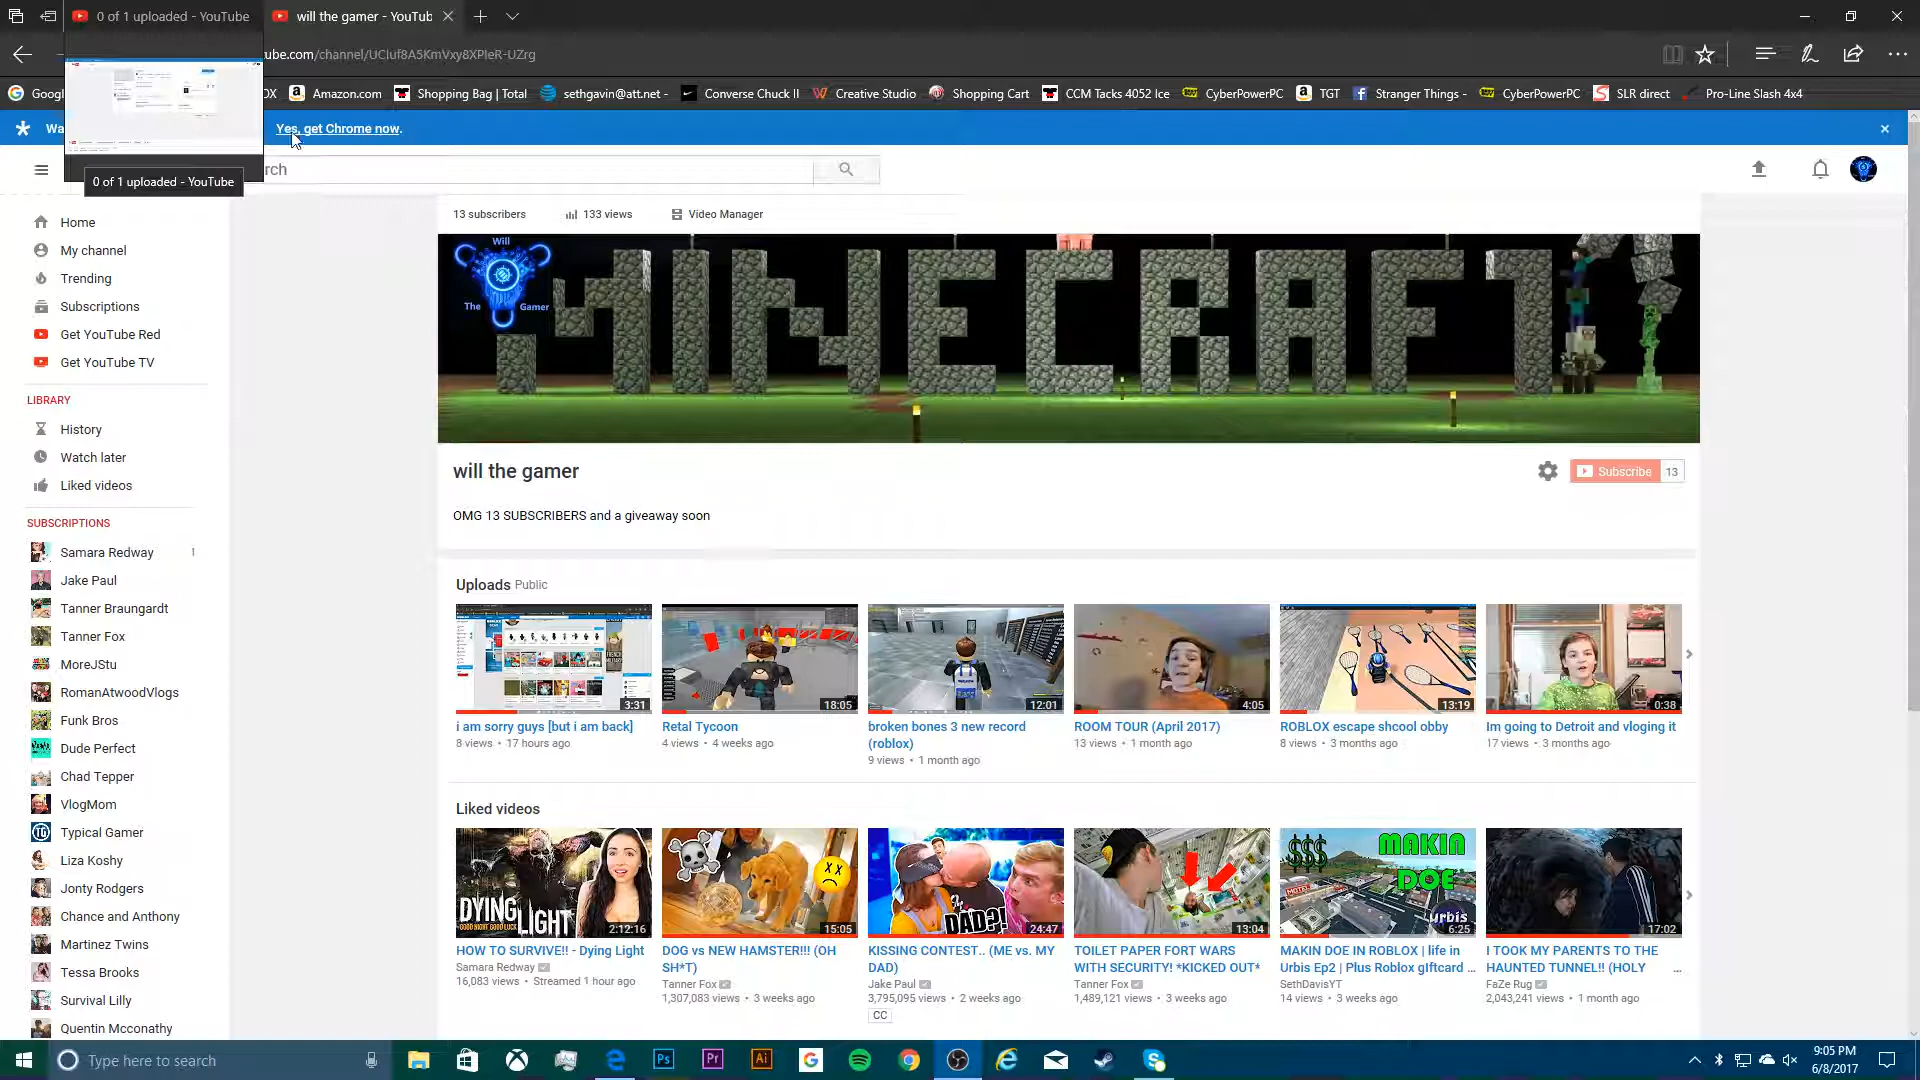 0 of 1 uploaded - YouTube
will the gamer - YouTub
tube.com/channel/UCluf8A5KmVxy8XPIeR-UZrg
Googl
OX
Amazon.com
Shopping Bag | Total
sethgavin@att.net -
Converse Chuck II
Creative Studio
Shopping Cart
CCM Tacks 4052 Ice
CyberPowerPC
TGT
Stranger Things -
CyberPowerPC
SLR direct
Pro-Line Slash 4x4
Wa
Yes, get Chrome now.
rch
0 of 1 uploaded - YouTube
Home
My channel
Trending
Subscriptions
Get YouTube Red
Get YouTube TV
LIBRARY
History
Watch later
Liked videos
SUBSCRIPTIONS
Samara Redway 1
Jake Paul
Tanner Braungardt
Tanner Fox
MoreJStu
RomanAtwoodVlogs
Funk Bros
Dude Perfect
Chad Tepper
VlogMom
Typical Gamer
Liza Koshy
Jonty Rodgers
Chance and Anthony
Martinez Twins
Tessa Brooks
Survival Lilly
Quentin Mcconathy
13 subscribers
133 views
Video Manager
Will
The Gamer
MINECRAFT
will the gamer
Subscribe 13
OMG 13 SUBSCRIBERS and a giveaway soon
Uploads Public
3:31
i am sorry guys [but i am back]
8 views • 17 hours ago
18:05
Retal Tycoon
4 views • 4 weeks ago
12:01
broken bones 3 new record
(roblox)
9 views • 1 month ago
4:05
ROOM TOUR (April 2017)
13 views • 1 month ago
13:19
ROBLOX escape shcool obby
8 views • 3 months ago
0:38
Im going to Detroit and vloging it
17 views • 3 months ago
Liked videos
DYING LIGHT
GOOD NIGHT GOOD LUCK
2:12:16
HOW TO SURVIVE!! - Dying Light
Samara Redway
16,083 views • Streamed 1 hour ago
15:05
DOG vs NEW HAMSTER!!! (OH
SH*T)
Tanner Fox
1,307,083 views • 3 weeks ago
DAD?!
24:47
KISSING CONTEST.. (ME vs. MY
DAD)
Jake Paul
3,795,095 views • 2 weeks ago
CC
13:04
TOILET PAPER FORT WARS
WITH SECURITY! *KICKED OUT*
Tanner Fox
1,489,121 views • 3 weeks ago
$$$ MAKIN
DOE
MOTEL
urbis
6:25
MAKIN DOE IN ROBLOX | life in
Urbis Ep2 | Plus Roblox gIftcard ...
SethDavisYT
14 views • 3 weeks ago
17:02
I TOOK MY PARENTS TO THE
HAUNTED TUNNEL!! (HOLY ...
FaZe Rug
2,043,241 views • 1 month ago
Type here to search
Ps
Pr
Ai
9:05 PM
6/8/2017